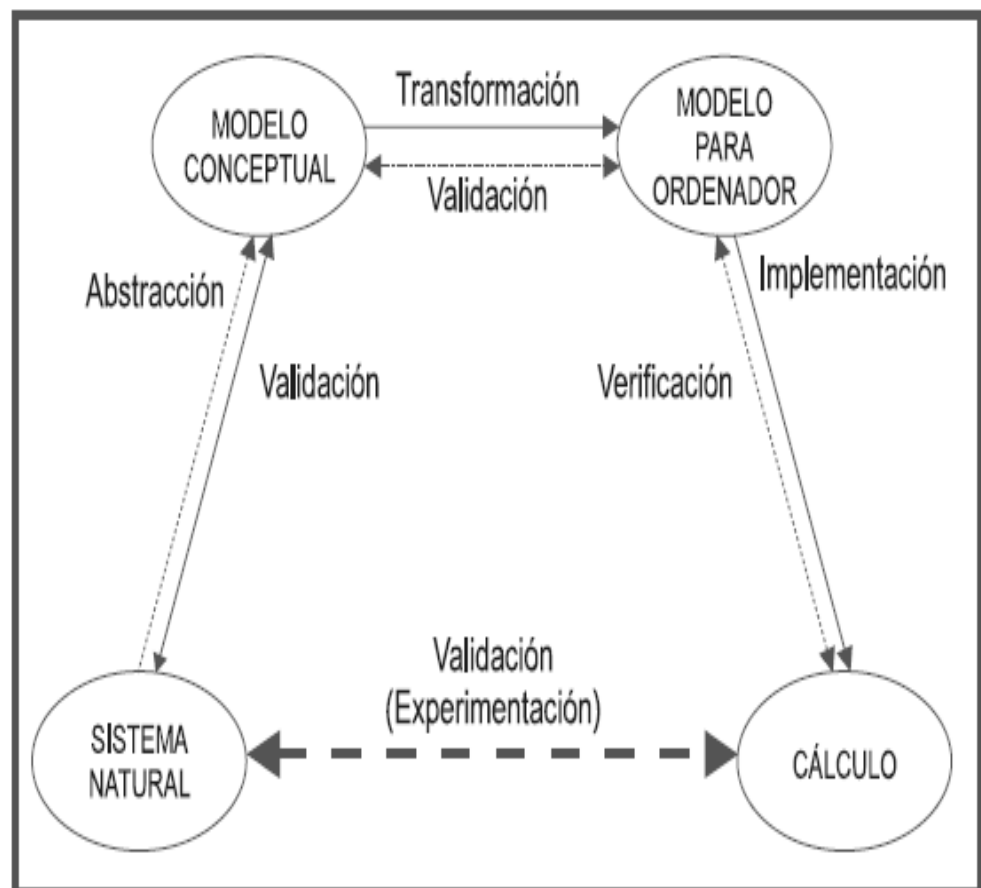 Transformación
MODELO
CONCEPTUAL
MODELO
PARA
ORDENADOR
Validación
Abstracción
Implementación
Validación
Verificación
Validación
(Experimentación)
SISTEMA
NATURAL
CÁLCULO